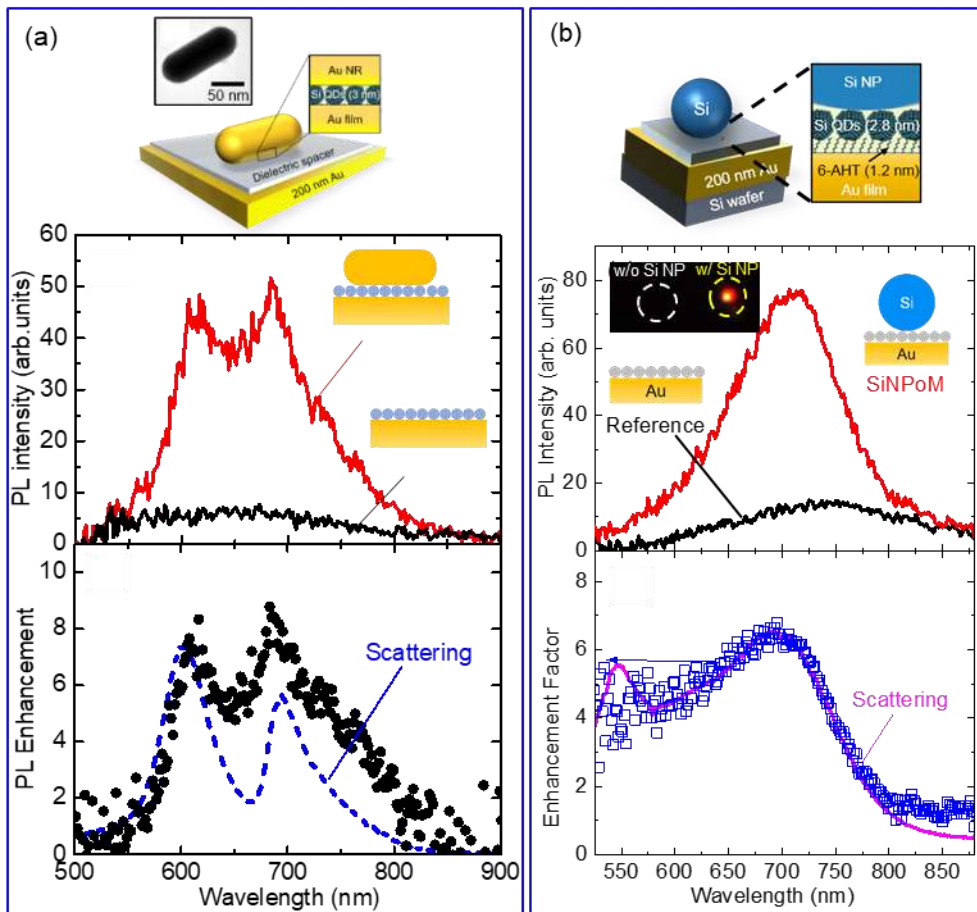 (a)
50 nm
Au NR
Si QDs (3 nm)
Au film
Dielectric spacer
200 nm Au
60
50
40
30
20
10
0
PL intensity (arb.units)
10
8
6
4
2
0
PL Enhancement
Scattering
500
600
700
800
900
Wavelength (nm)
(b)
Si
200 nm Au
Si wafer
Si NP
Si QDs (2.8 nm)
6-AHT (1.2 nm)
Au film
80
60
40
20
0
PL Intensity (arb. units)
w/o Si NP
w/ Si NP
Au
Reference
Si
Au
SiNPoM
8
6
4
2
0
Enhancement Factor
Scattering
550
600
650
700
750
800
850
Wavelength (nm)